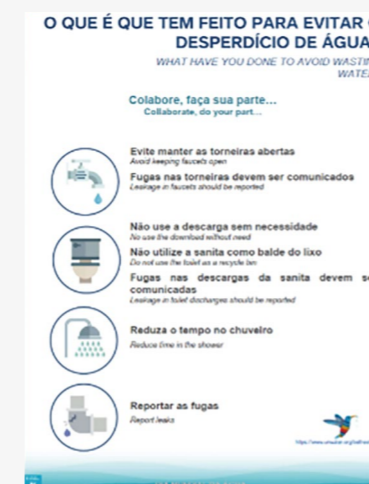 O QUE É QUE TEM FEITO PARA EVITAR
DESPERDÍCIO DE ÁGUA
WHAT HAVE YOU DONE TO AVOID WASTIN
WATE
Colabore, faça sua parte...
Collaborate, do your part...
Evite manter as torneiras abertas
Avoid keeping faucets open
Fugas nas torneiras devem ser comunicados
Leakage in faucets should be reported
Não use a descarga sem necessidade
No use the download without need
Não utilize a sanita como balde do lixo
Do not use the toilet as a recycle bin
Fugas nas descargas da sanita devem se
comunicadas
Leakage in toilet discharges should be reported
Reduza o tempo no chuveiro
Reduce time in the shower
Reportar as fugas
Report leaks